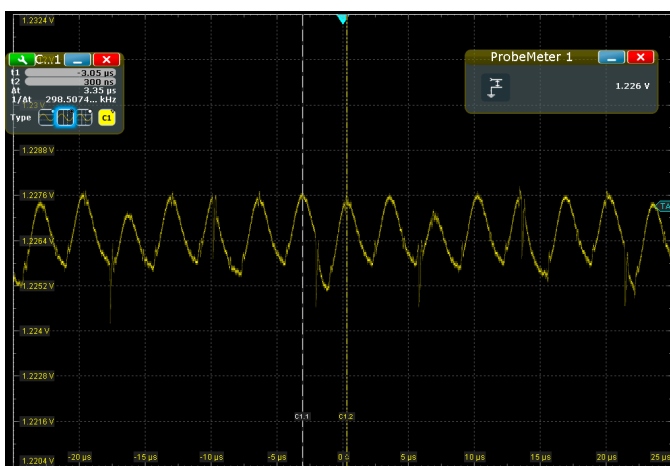 1.2324 V
C...1
t1 -3.05 µs
t2 300 ns
Δt 3.35 µs
1/Δt 298.5074... kHz
Type C1
ProbeMeter 1
1.226 V
1.23 V
1.2288 V
1.2276 V
TA
1.2264 V
1.2252 V
1.224 V
1.2228 V
1.2216 V
C1.1 C1.2
1.2204 V -20 µs -15 µs -10 µs -5 µs 0 s 5 µs 10 µs 15 µs 20 µs 25 µs